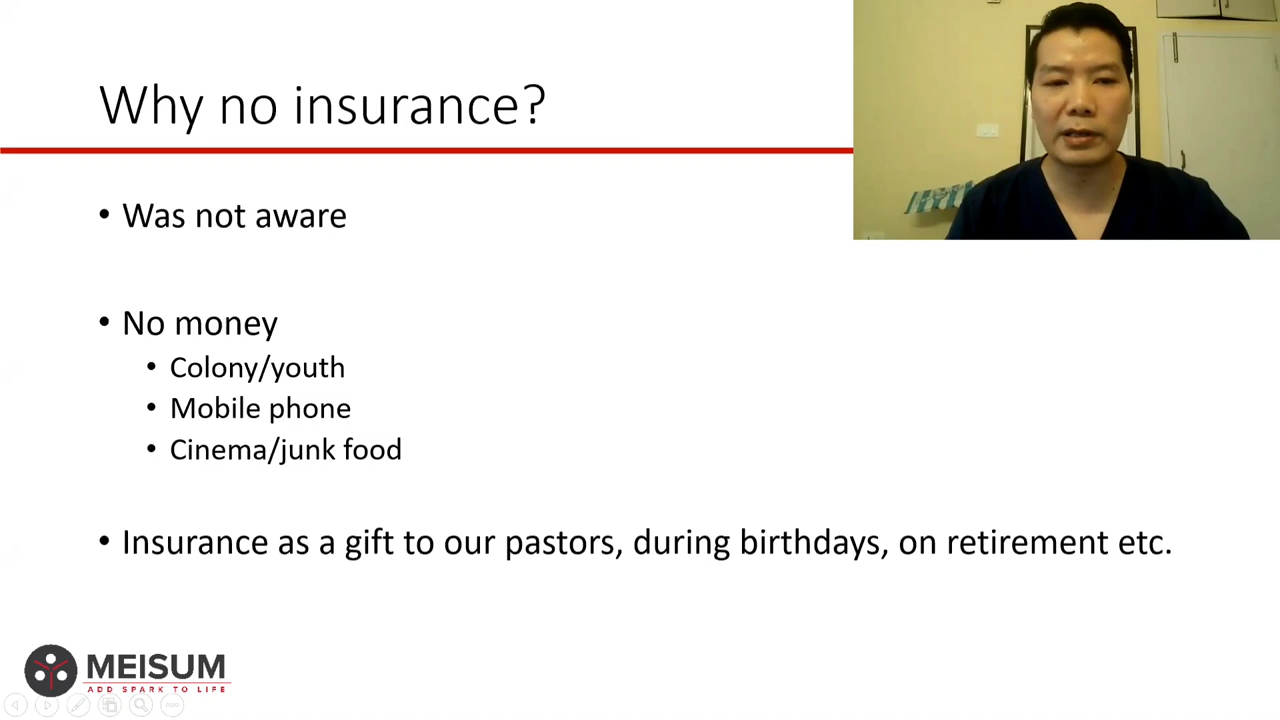 Why no insurance?
• Was not aware
• No money
• Colony/youth
• Mobile phone
• Cinema/junk food
• Insurance as a gift to our pastors, during birthdays, on retirement etc.
MEISUM
ADD SPARK TO LIFE